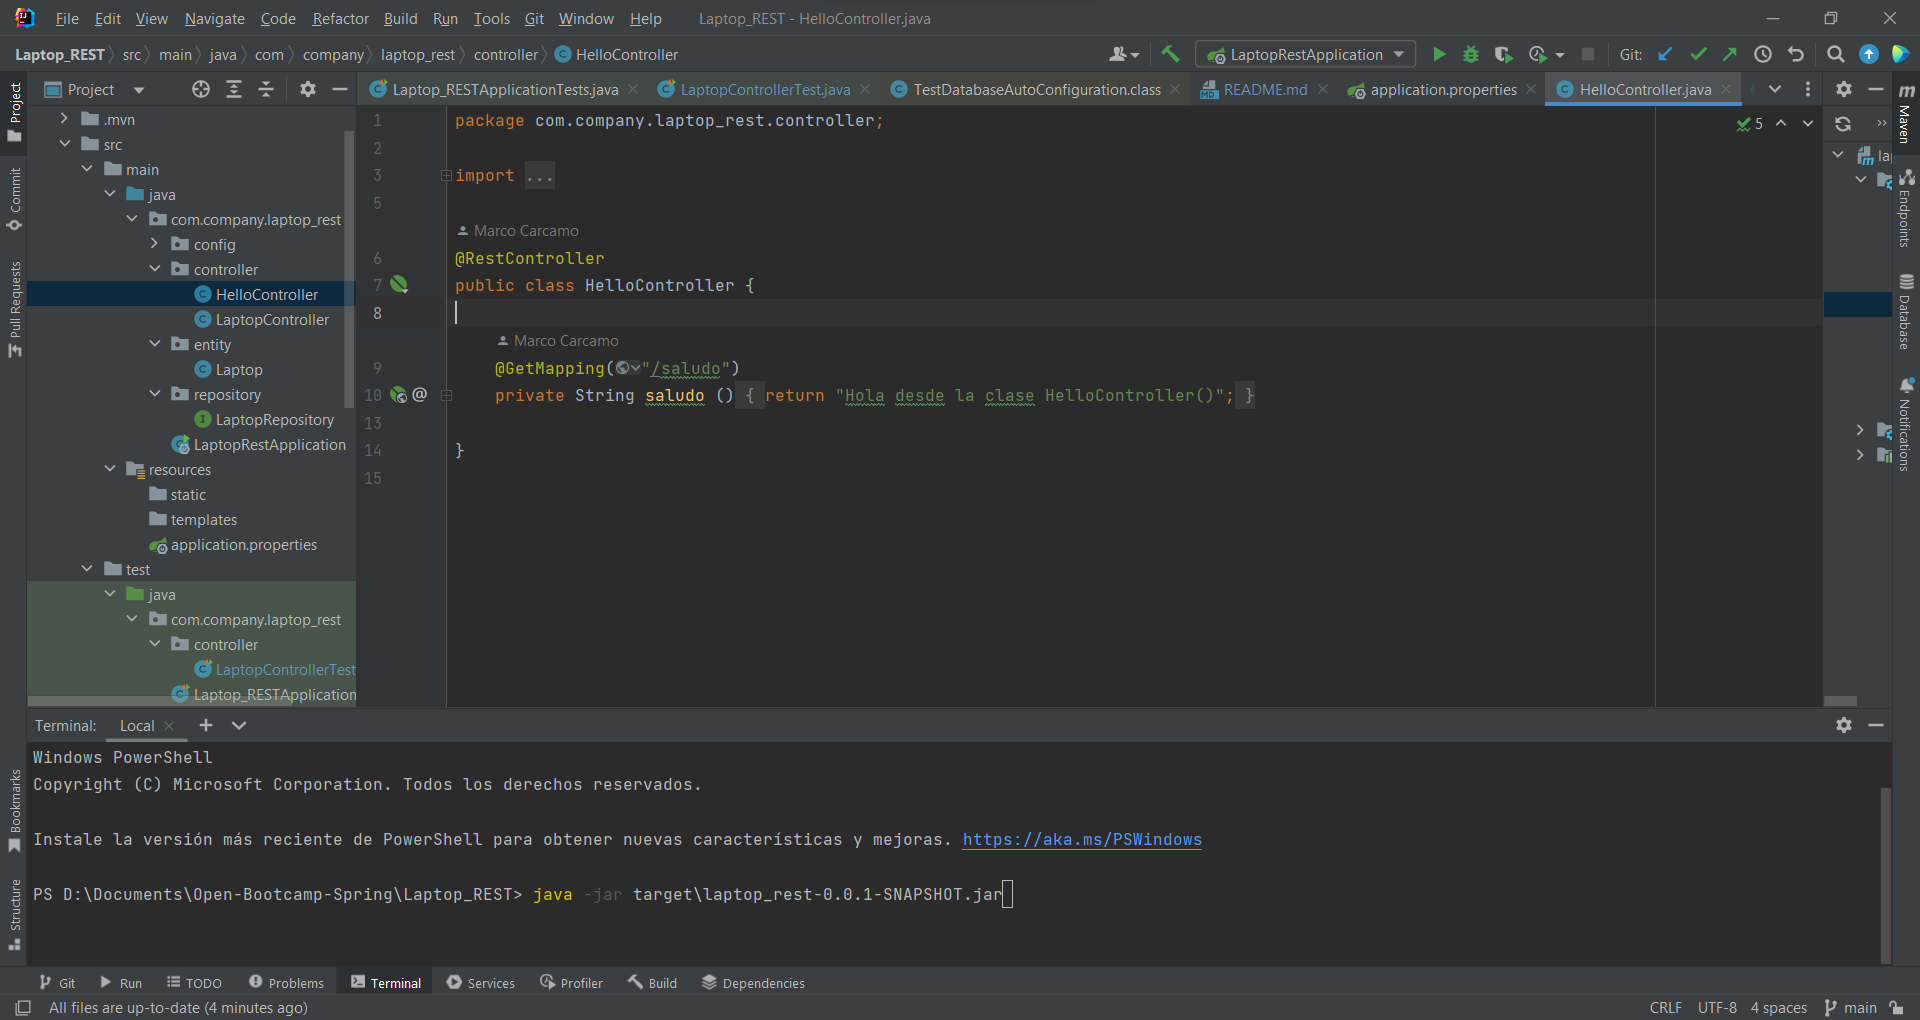 File Edit View Navigate Code Refactor Build Run Tools Git Window Help Laptop_REST - HelloController.java
Laptop_REST src main java com company laptop_rest controller HelloController LaptopRestApplication Git:
Project Laptop_RESTApplicationTests.java LaptopControllerTest.java TestDatabaseAutoConfiguration.class README.md application.properties HelloController.java
Project
Commit
Pull Requests
Bookmarks
Structure
.mvn
src
main
java
com.company.laptop_rest
config
controller
HelloController
LaptopController
entity
Laptop
repository
LaptopRepository
LaptopRestApplication
resources
static
templates
application.properties
test
java
com.company.laptop_rest
controller
LaptopControllerTest
Laptop_RESTApplication
1 package com.company.laptop_rest.controller;
2
3 import ...
5
Marco Carcamo
6 @RestController
7 public class HelloController {
8
Marco Carcamo
9 @GetMapping("/saludo")
10 private String saludo () { return "Hola desde la clase HelloController()"; }
13
14 }
15
5
la
Maven
Endpoints
Database
Notifications
Terminal: Local
Windows PowerShell
Copyright (C) Microsoft Corporation. Todos los derechos reservados.
Instale la versión más reciente de PowerShell para obtener nuevas características y mejoras. https://aka.ms/PSWindows
PS D:\Documents\Open-Bootcamp-Spring\Laptop_REST> java -jar target\laptop_rest-0.0.1-SNAPSHOT.jar
Git Run TODO Problems Terminal Services Profiler Build Dependencies
All files are up-to-date (4 minutes ago) CRLF UTF-8 4 spaces main